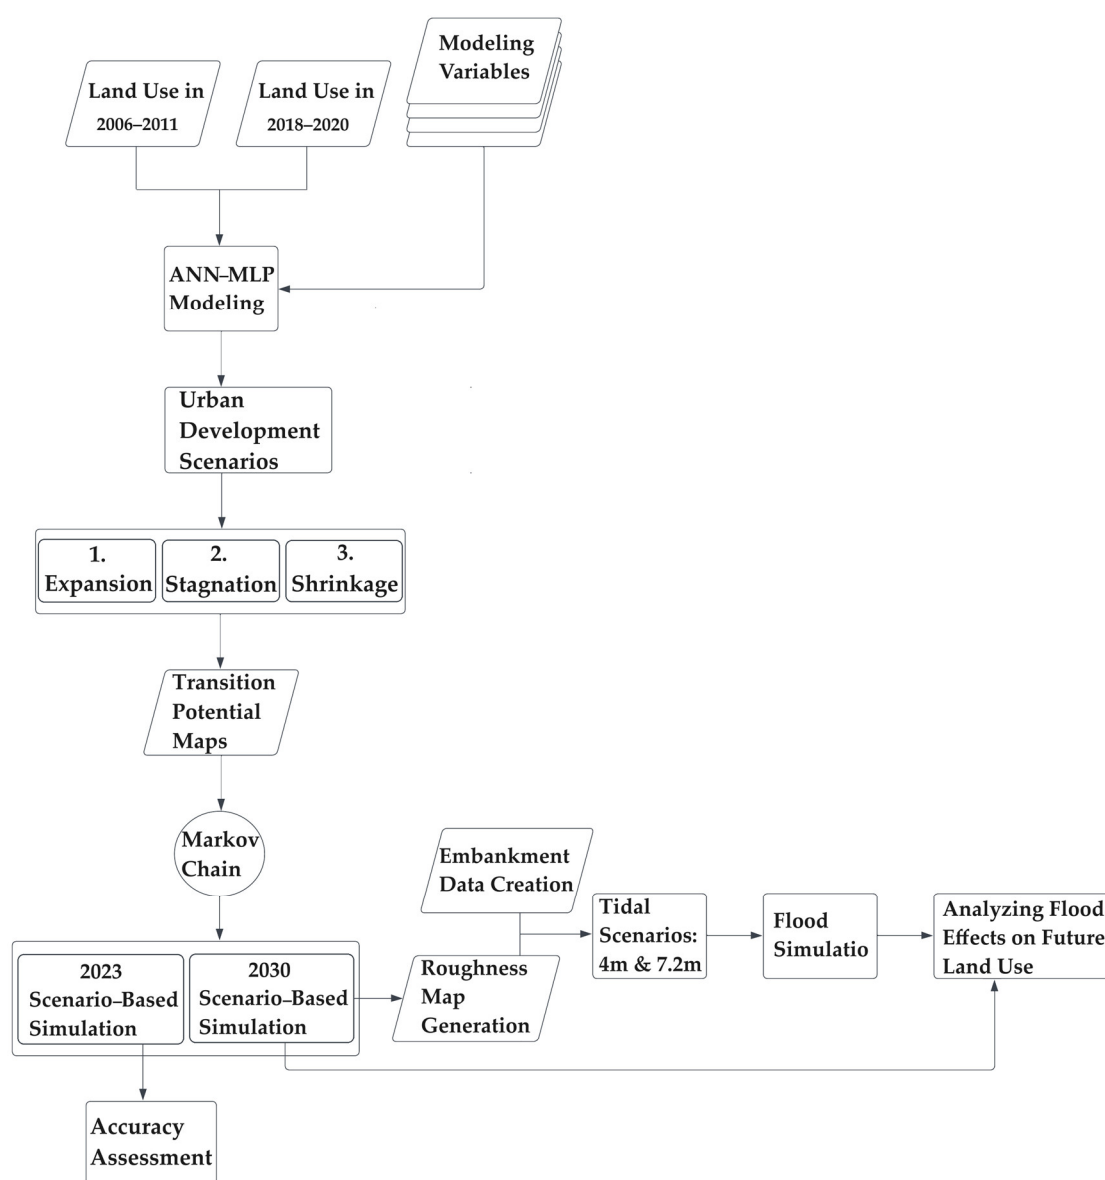 Modeling
Variables
Land Use in
2006–2011
Land Use in
2018–2020
ANN–MLP
Modeling
Urban
Development
Scenarios
1.
Expansion
2.
Stagnation
3.
Shrinkage
Transition
Potential
Maps
Markov
Chain
Embankment
Data Creation
Tidal
Scenarios:
4m & 7.2m
Flood
Simulatio
Analyzing Flood
Effects on Future
Land Use
2023
Scenario–Based
Simulation
2030
Scenario–Based
Simulation
Roughness
Map
Generation
Accuracy
Assessment